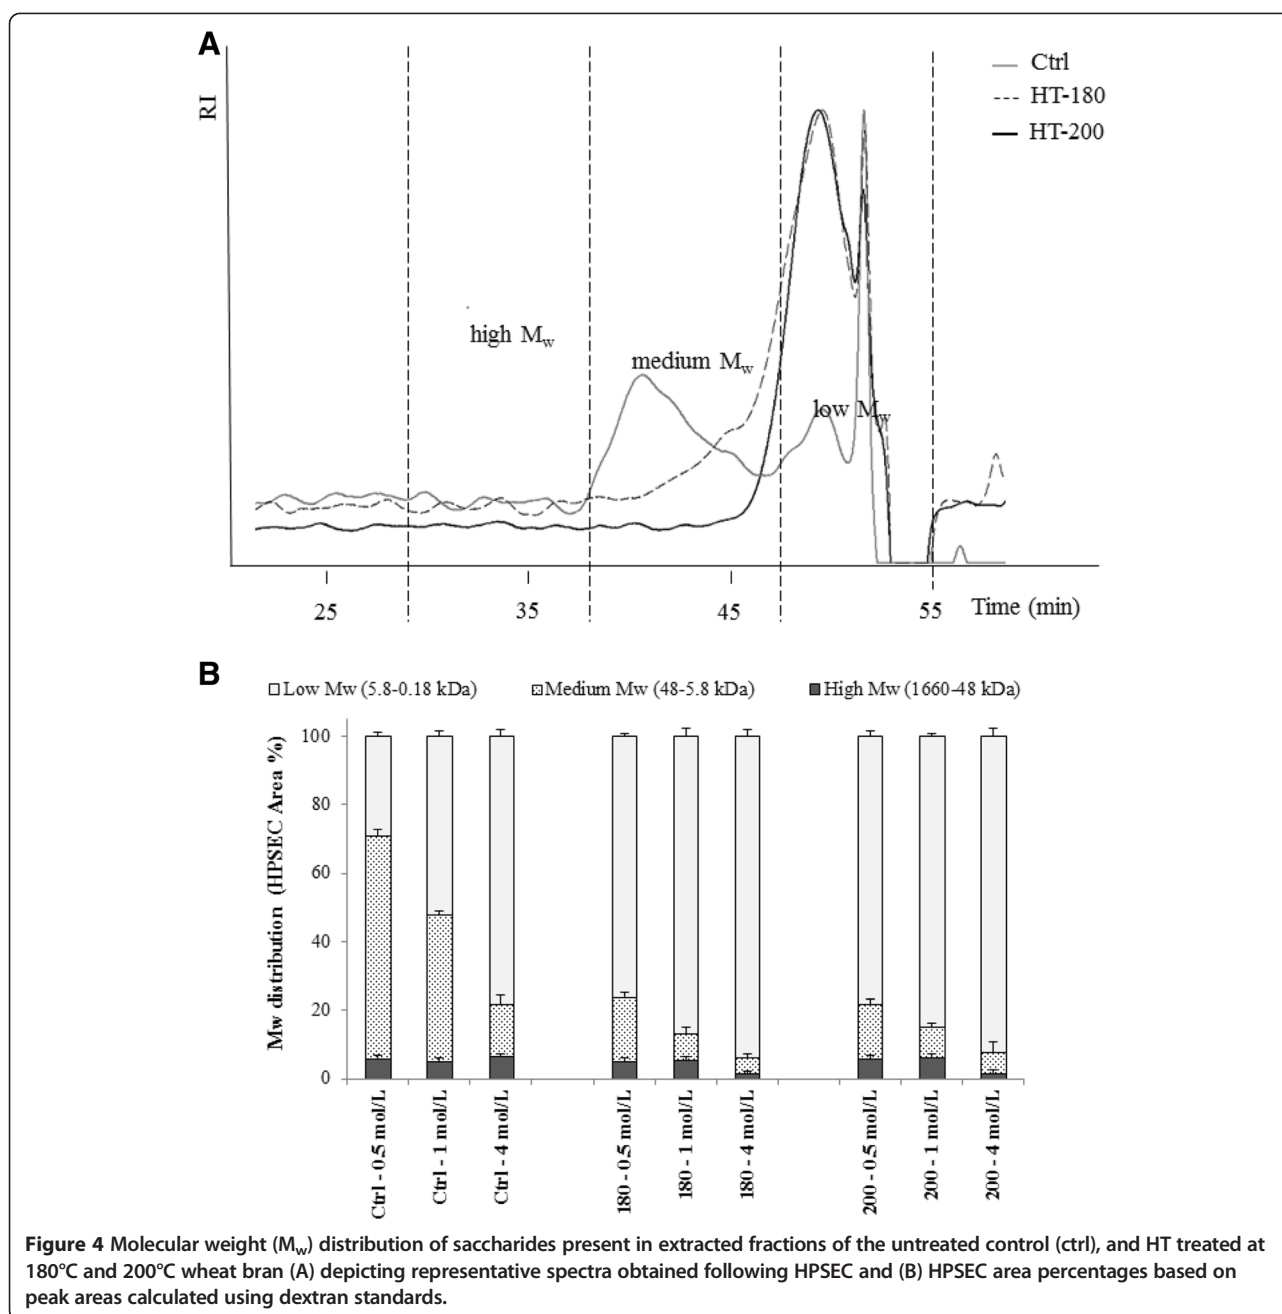 A
RI
Ctrl
HT-180
HT-200
high Mw
medium Mw
low Mw
25 35 45 55 Time (min)
B
Low Mw (5.8-0.18 kDa) Medium Mw (48-5.8 kDa) High Mw (1660-48 kDa)
Mw distribution (HPSEC Area %)
100
80
60
40
20
0
Ctrl - 0.5 mol/L
Ctrl - 1 mol/L
Ctrl - 4 mol/L
180 - 0.5 mol/L
180 - 1 mol/L
180 - 4 mol/L
200 - 0.5 mol/L
200 - 1 mol/L
200 - 4 mol/L
Figure 4 Molecular weight (Mw) distribution of saccharides present in extracted fractions of the untreated control (ctrl), and HT treated at
180°C and 200°C wheat bran (A) depicting representative spectra obtained following HPSEC and (B) HPSEC area percentages based on
peak areas calculated using dextran standards.